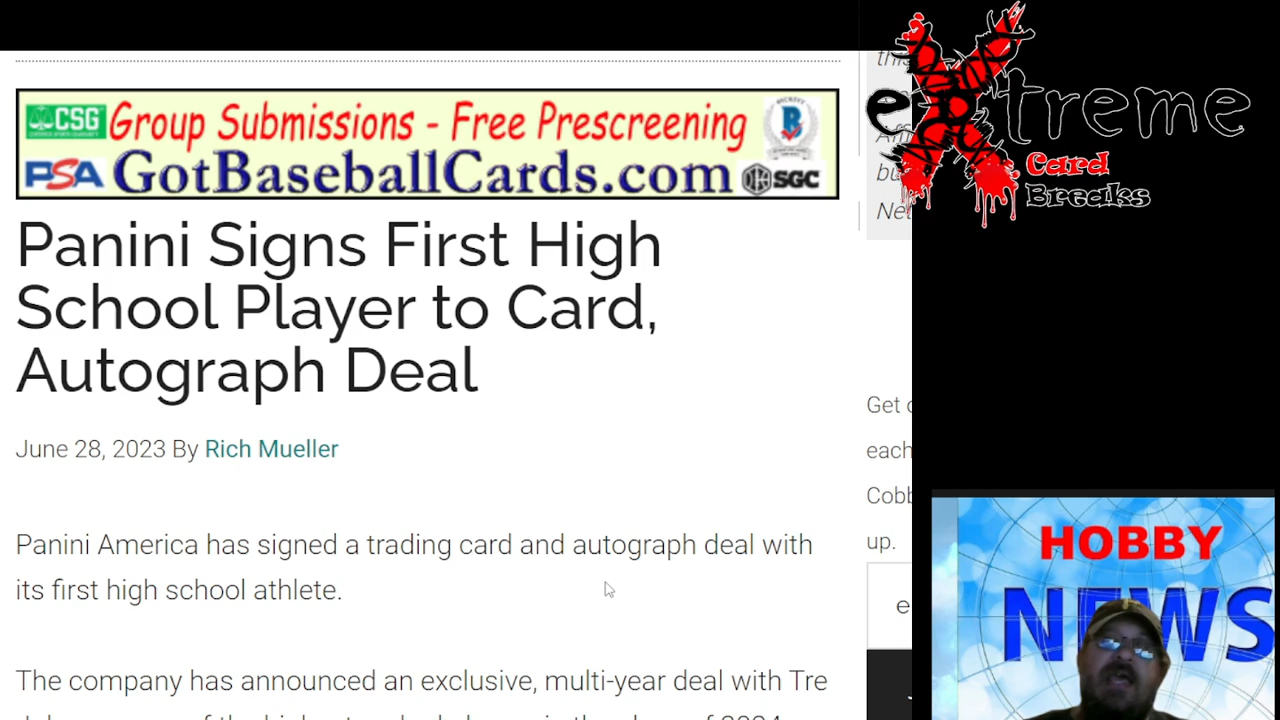 CSG Group Submissions - Free Prescreening
PSA GotBaseballCards.com SGC
Panini Signs First High
School Player to Card,
Autograph Deal
June 28, 2023 By Rich Mueller
Panini America has signed a trading card and autograph deal with
its first high school athlete.
The company has announced an exclusive, multi-year deal with Tre
eXtreme
Card
Breaks
Get
each
up.
HOBBY
NEWS